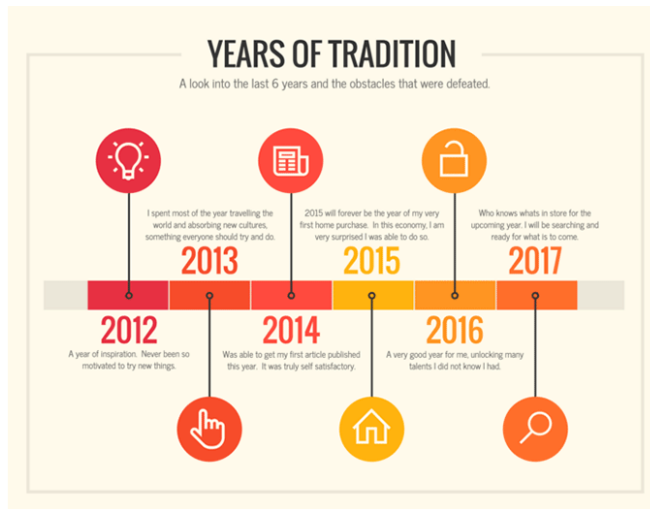 YEARS OF TRADITION
A look into the last 6 years and the obstacles that were defeated.
I spent most of the year travelling the
world and absorbing new cultures,
something everyone should try and do.
2013
2015 will forever be the year of my very
first home purchase. In this economy, I am
very surprised I was able to do so.
2015
Who knows whats in store for the
upcoming year. I will be searching and
ready for what is to come.
2017
2012
A year of inspiration. Never been so
motivated to try new things.
2014
Was able to get my first article published
this year. It was truly self satisfactory.
2016
A very good year for me, unlocking many
talents I did not know I had.